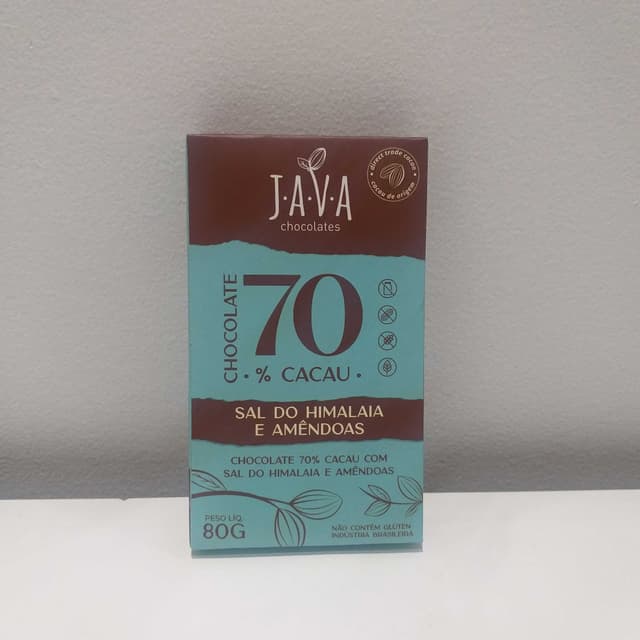 J·A·V·A
chocolates
direct trade cacao
cacau de origem
CHOCOLATE
70
% CACAU
SAL DO HIMALAIA
E AMÊNDOAS
CHOCOLATE 70% CACAU COM
SAL DO HIMALAIA E AMÊNDOAS
PESO LÍQ.
80G
NÃO CONTÉM GLÚTEN
INDÚSTRIA BRASILEIRA